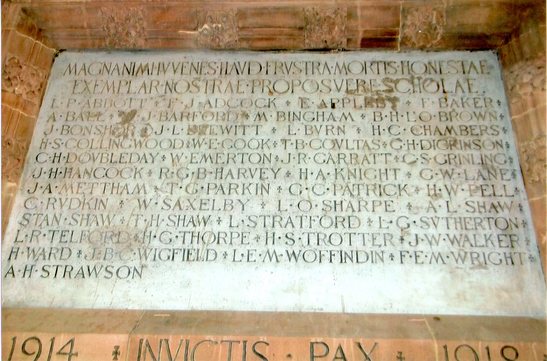 MAGNANIMI IVVENES HAVD FRVSTRA MORTIS HONESTAE
EXEMPLAR NOSTRAE PROPOSVERE SCHOLAE.
L·P·ABBOTT + F·J·ADCOCK + E·APPLEBY + F·BAKER +
A·BALL + J·BARFORD + M·BINGHAM + B·H·LO·BROWN
J·BONSHOR + J·L·BREWITT + L·BVRN + H·C·CHAMBERS
H·S·COLLINGWOOD + W·E·COOK + T·B·COVLTAS + G·H·DICKINSON
C·H·DOVBLEDAY + W·EMERTON + J·R·GARRATT + C·S·GRINLING
J·H·HANCOCK + R·G·B·HARVEY + H·A·KNIGHT + G·W·LANE +
J·A·METTHAM + T·G·PARKIN + G·C·PATRICK + H·W·PELL
C·RVDKIN + W·SAXELBY + L·O·SHARPE + A·L·SHAW
STAN·SHAW + T·H·SHAW + L·STRATFORD + L·G·SVTHERTON
L·R·TELFORD + H·G·THORPE + H·S·TROTTER + J·W·WALKER
H·WARD + J·B·C·WIGFIELD + L·E·M·WOFFINDIN + F·E·M·WRIGHT +
A·H·STRAWSON
1914 + INVICTIS · PAX + 1918